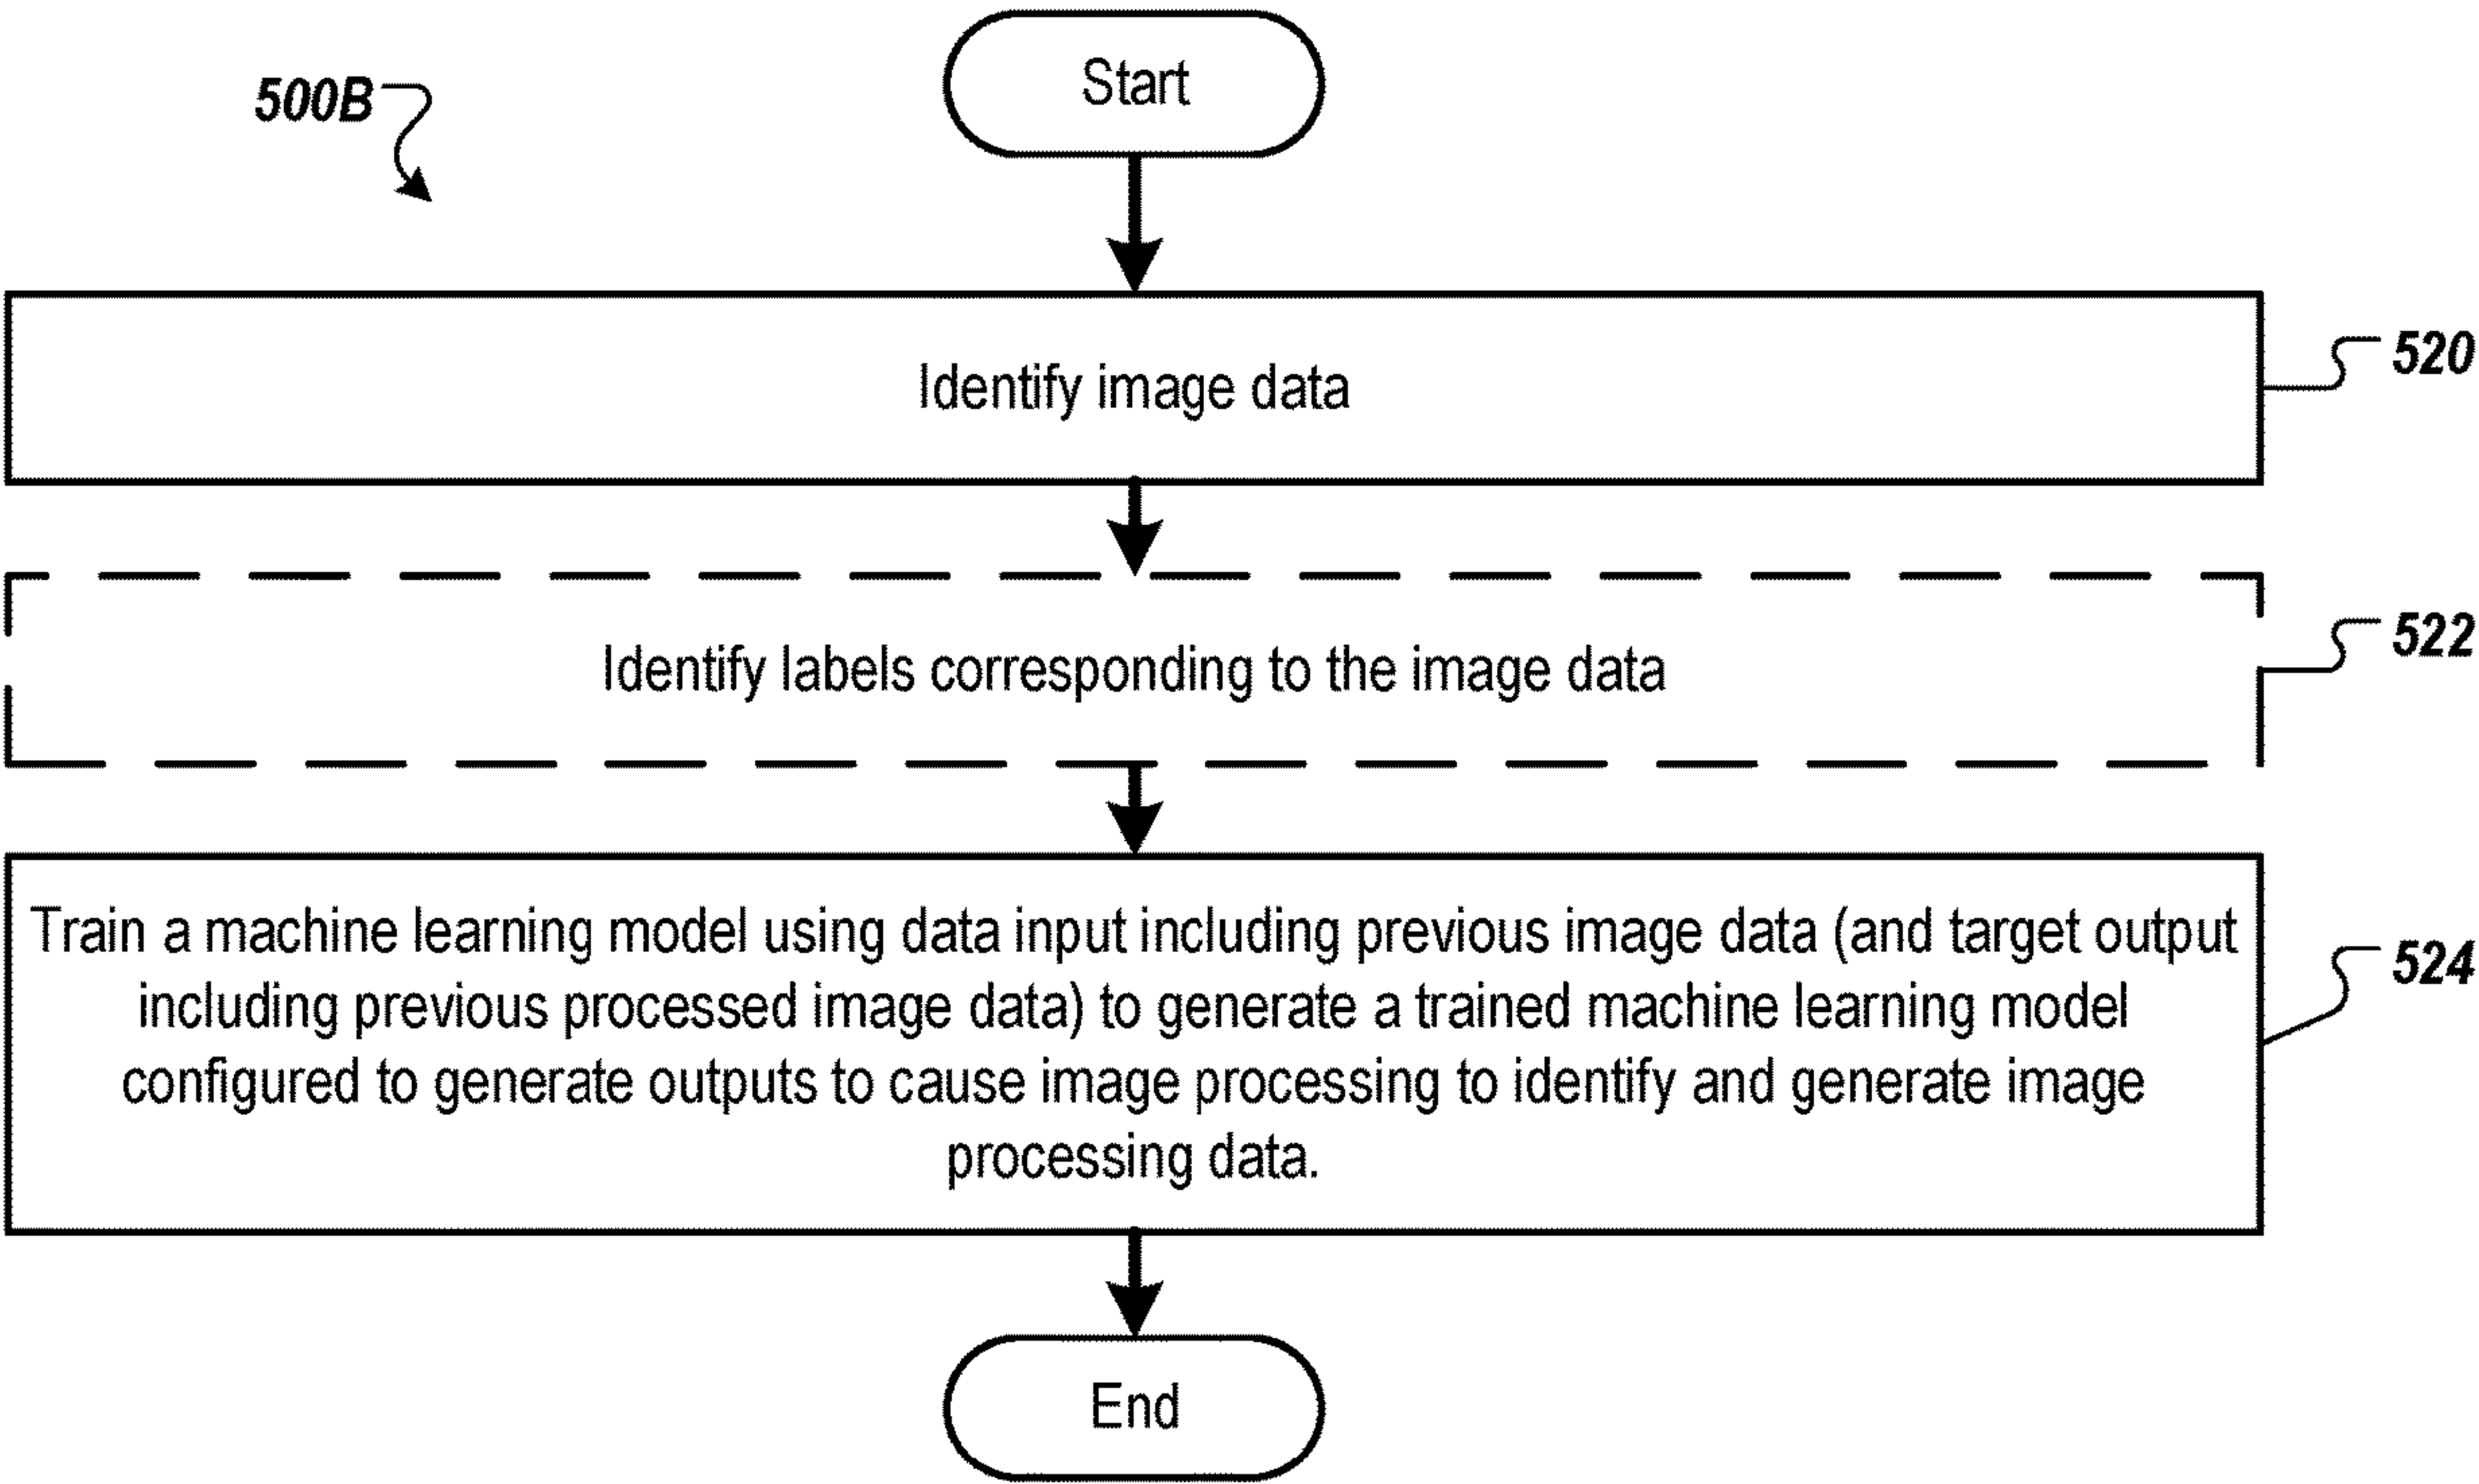 Start
500B
Identify image data
520
Identify labels corresponding to the image data
522
Train a machine learning model using data input including previous image data (and target output
including previous processed image data) to generate a trained machine learning model
configured to generate outputs to cause image processing to identify and generate image
processing data.
524
End